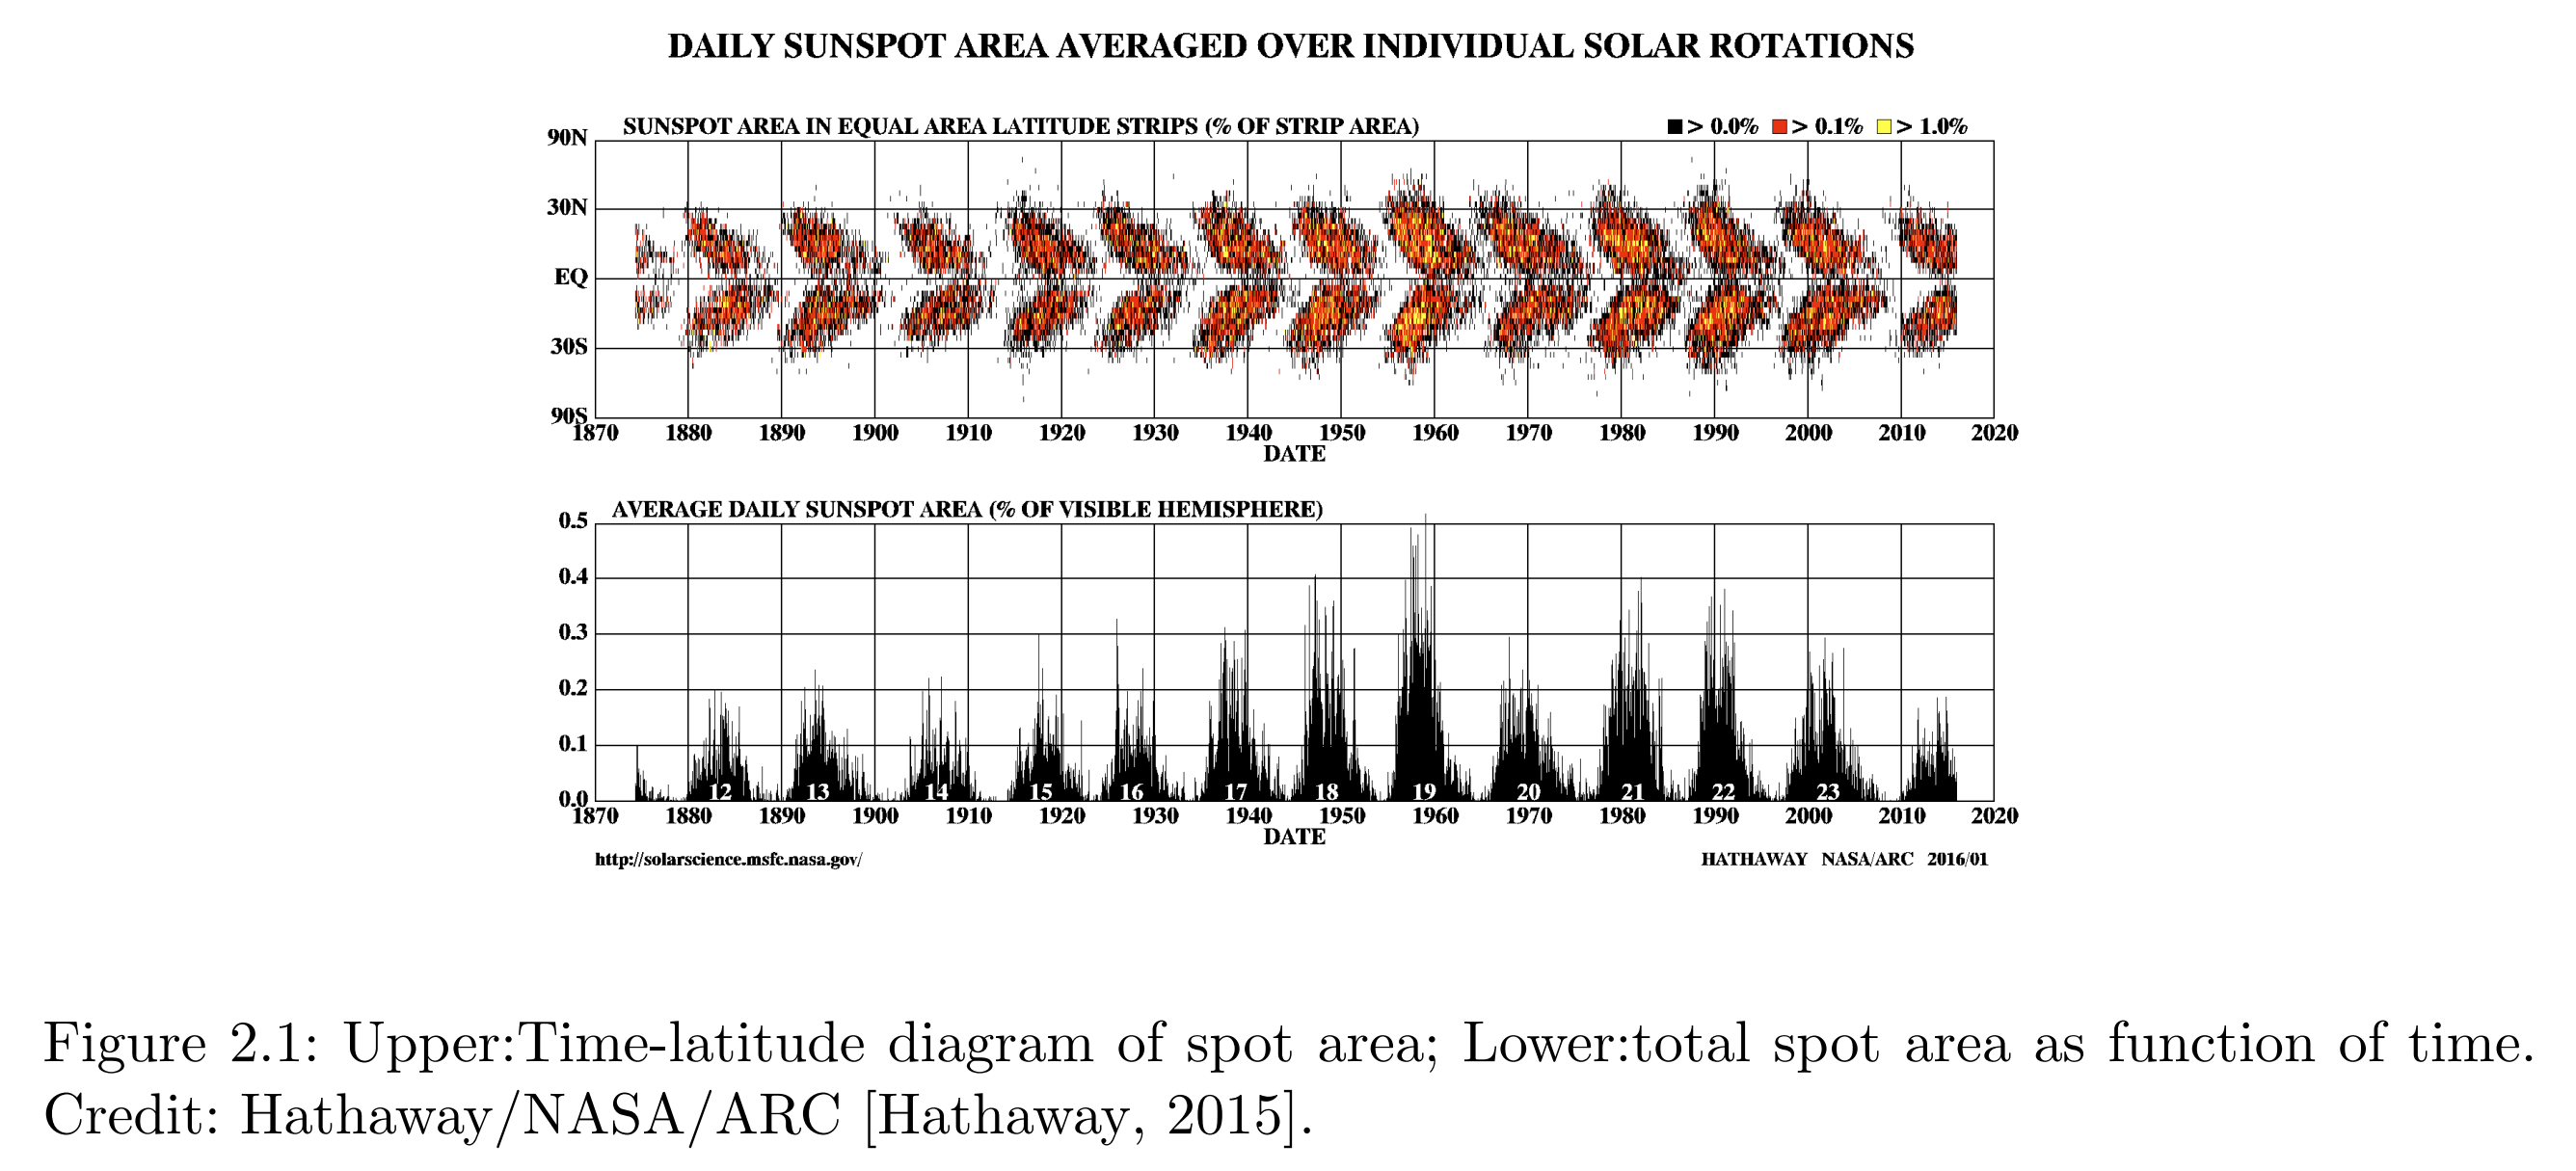 DAILY SUNSPOT AREA AVERAGED OVER INDIVIDUAL SOLAR ROTATIONS
SUNSPOT AREA IN EQUAL AREA LATITUDE STRIPS (% OF STRIP AREA) > 0.0% > 0.1% > 1.0%
90N
30N
EQ
30S
90S
1870 1880 1890 1900 1910 1920 1930 1940 1950 1960 1970 1980 1990 2000 2010 2020
DATE
AVERAGE DAILY SUNSPOT AREA (% OF VISIBLE HEMISPHERE)
0.5
0.4
0.3
0.2
0.1
0.0
12 13 14 15 16 17 18 19 20 21 22 23
1870 1880 1890 1900 1910 1920 1930 1940 1950 1960 1970 1980 1990 2000 2010 2020
DATE
http://solarscience.msfc.nasa.gov/ HATHAWAY NASA/ARC 2016/01
Figure 2.1: Upper:Time-latitude diagram of spot area; Lower:total spot area as function of time.
Credit: Hathaway/NASA/ARC [Hathaway, 2015].